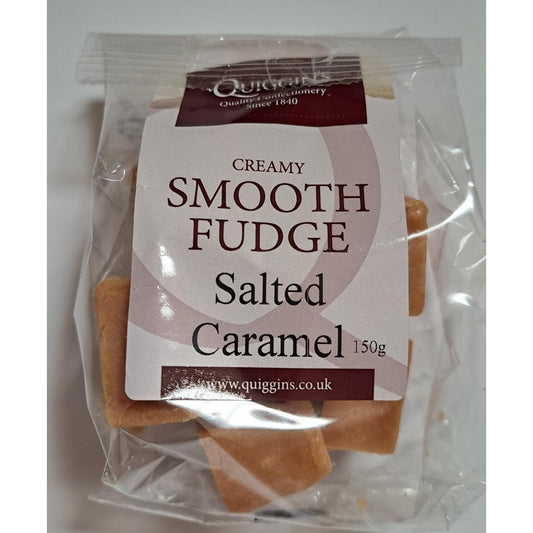 QUIGGINS
Quality Confectionery
Since 1840
CREAMY
SMOOTH
FUDGE
Salted
Caramel 150g
www.quiggins.co.uk